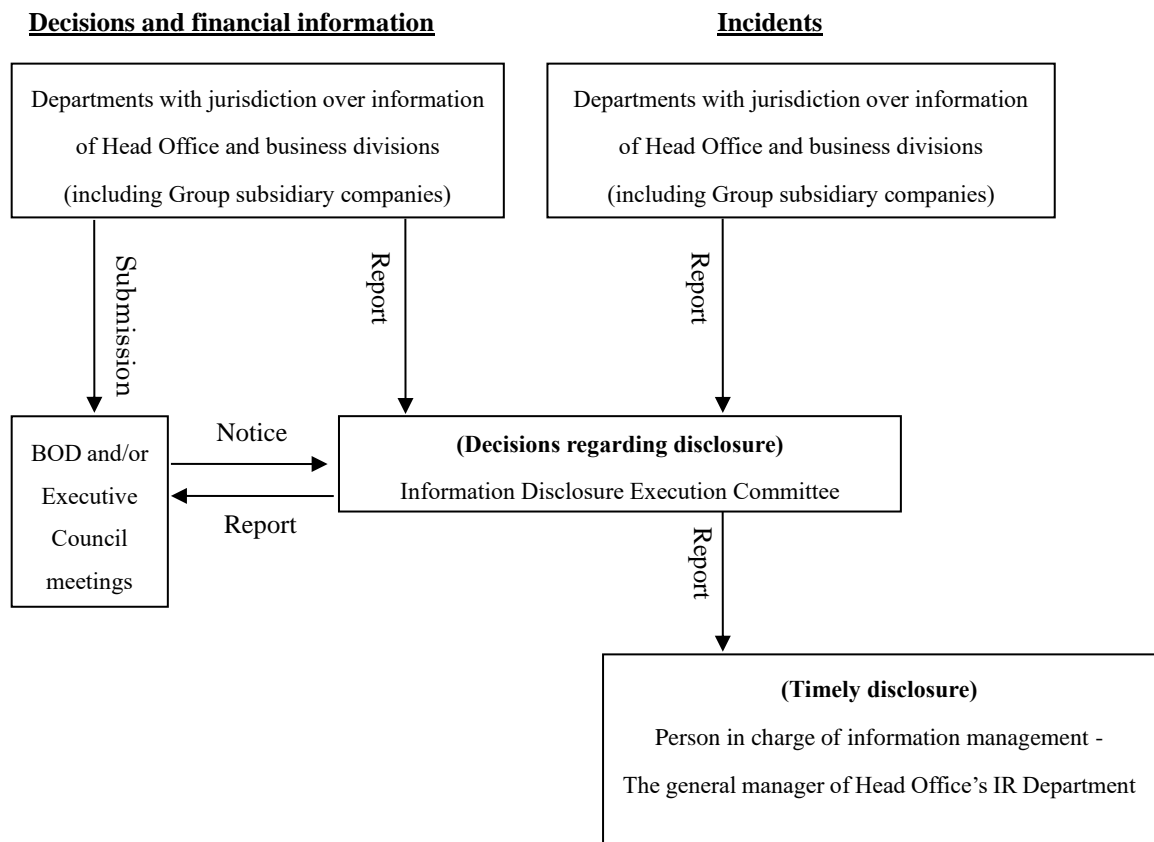 Decisions and financial information
Incidents
Departments with jurisdiction over information
of Head Office and business divisions
(including Group subsidiary companies)
Departments with jurisdiction over information
of Head Office and business divisions
(including Group subsidiary companies)
Submission
Report
Report
BOD and/or
Executive
Council
meetings
Notice
Report
(Decisions regarding disclosure)
Information Disclosure Execution Committee
Report
(Timely disclosure)
Person in charge of information management -
The general manager of Head Office’s IR Department